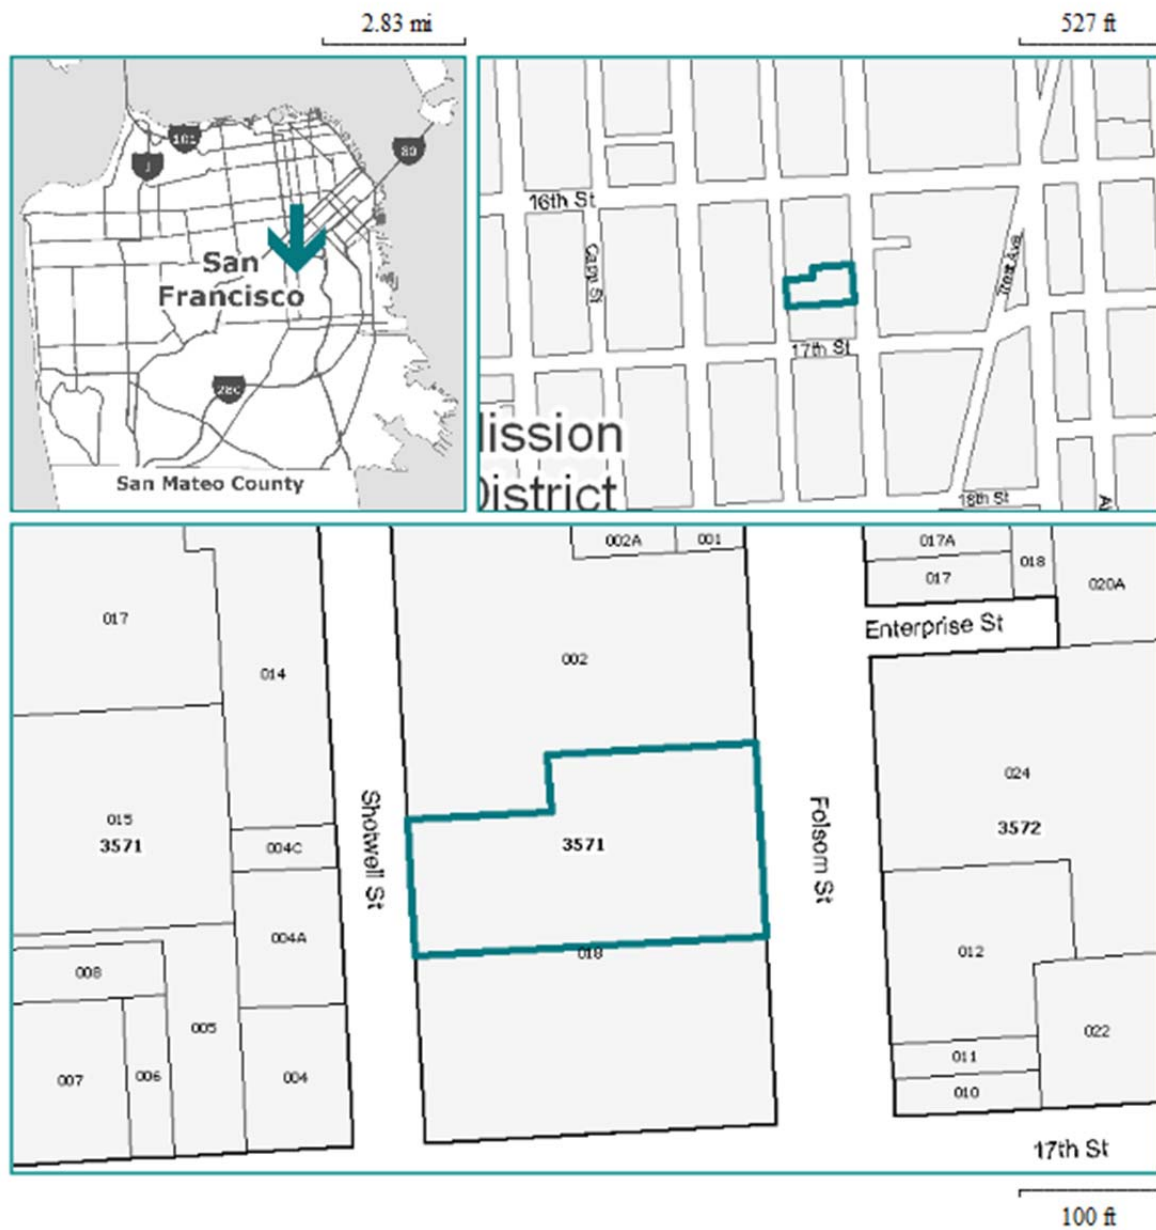 2.83 mi
527 ft
101
1
80
San
Francisco
280
San Mateo County
16th St
Capp St
17th St
18th St
lission
District
002A
001
017A
017
018
020A
Enterprise St
017
014
002
Shotwell St
Folsom St
024
3572
015
3571
004C
3571
004A
018
012
008
005
007
006
004
022
011
010
17th St
100 ft